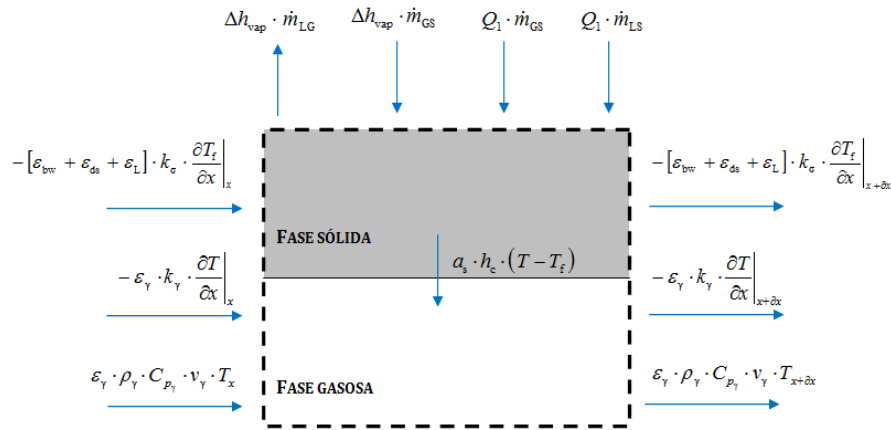 Δh_vap · ṁ_LG Δh_vap · ṁ_GS Q_l · ṁ_GS Q_l · ṁ_LS
−[ε_bw + ε_ds + ε_L] · k_σ · ∂T_f/∂x|_x −[ε_bw + ε_ds + ε_L] · k_σ · ∂T_f/∂x|_x+∂x
FASE SÓLIDA
a_s · h_c · (T − T_f)
− ε_γ · k_γ · ∂T/∂x|_x − ε_γ · k_γ · ∂T/∂x|_x+∂x
ε_γ · ρ_γ · C_p_γ · v_γ · T_x FASE GASOSA ε_γ · ρ_γ · C_p_γ · v_γ · T_x+∂x